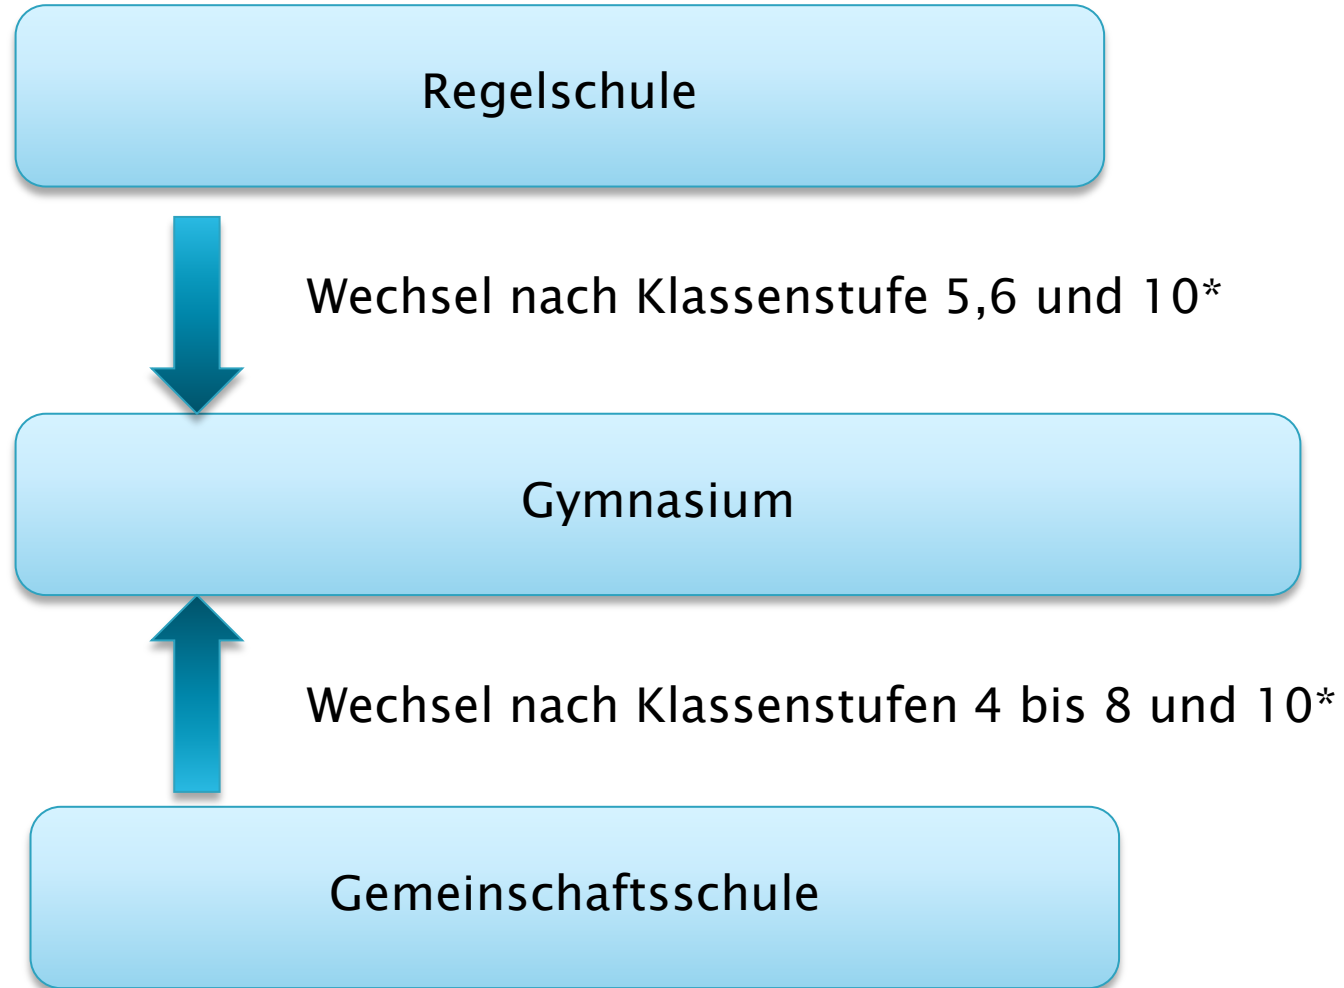 Regelschule
Wechsel nach Klassenstufe 5,6 und 10*
Gymnasium
Wechsel nach Klassenstufen 4 bis 8 und 10*
Gemeinschaftsschule